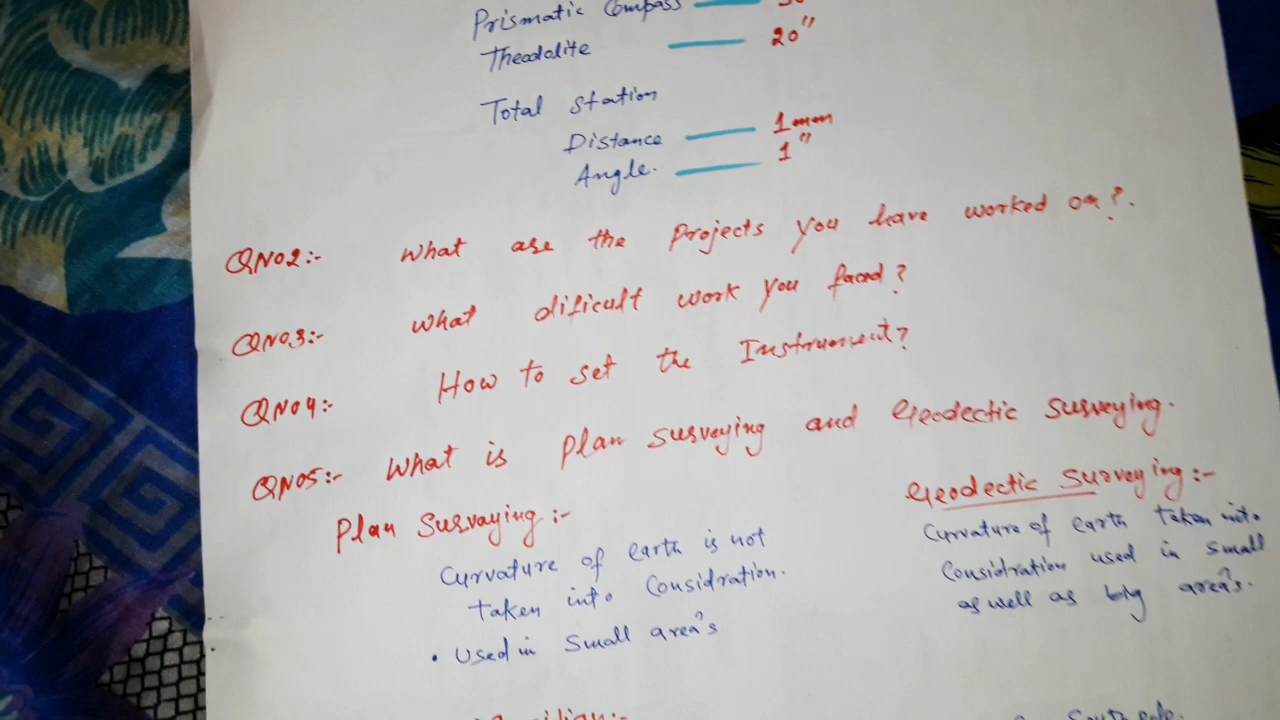 Prismatic Compass
Theodolite 20"
Total station
Distance 1mm
Angle. 1"
QNO2:- What are the Projects you have worked on?.
QNO3:- What dificult work you faced?
QNO4:- How to set the Instrument?
QNO5:- What is Plan Surveying and Geodectic Surveying.
Plan Survaying :-
Curvature of earth is not
taken into Considration.
• Used in Small area's
Geodectic Surveying :-
Curvature of earth taken into
Considration used in Small
as well as big area's.